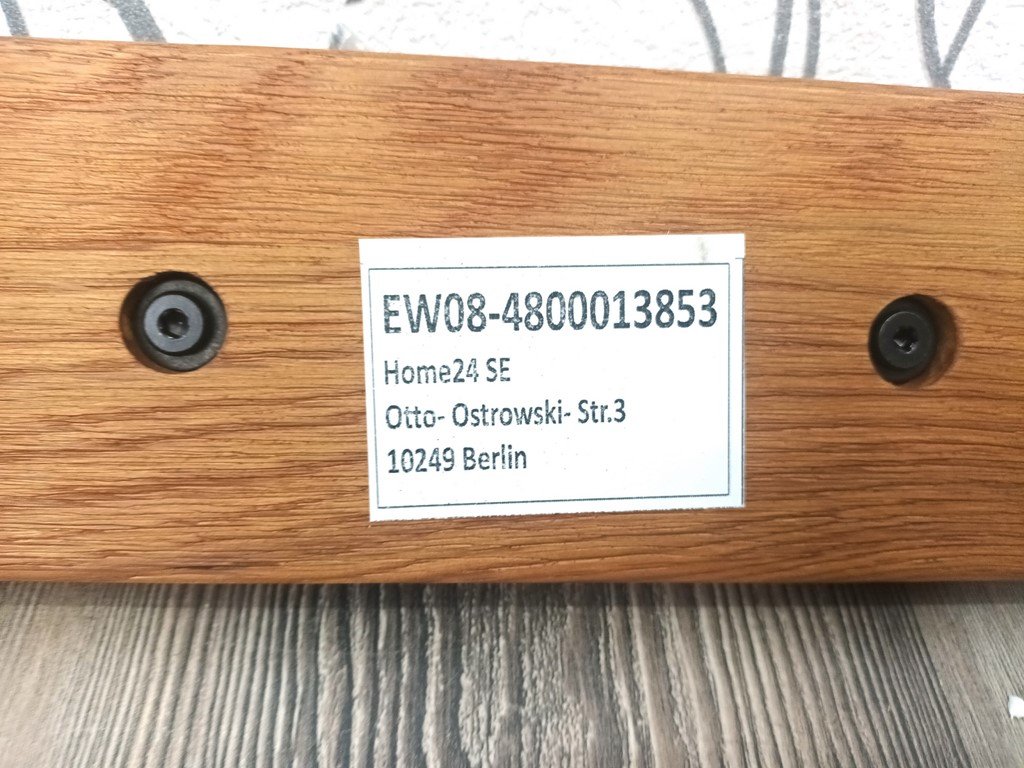 EW08-4800013853
Home24 SE
Otto- Ostrowski- Str.3
10249 Berlin